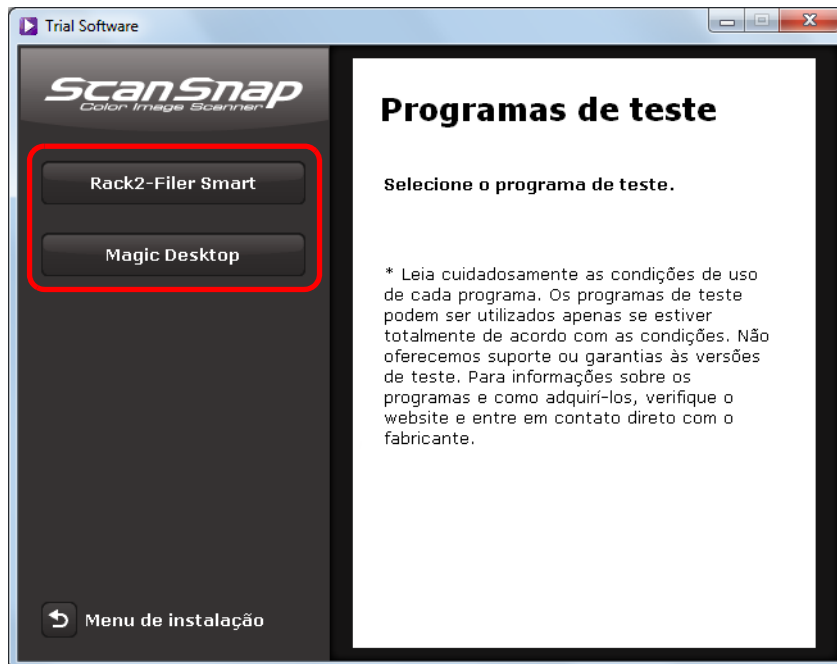 Trial Software
ScanSnap
Color Image Scanner
Rack2-Filer Smart
Magic Desktop
Menu de instalação
Programas de teste
Selecione o programa de teste.
* Leia cuidadosamente as condições de uso
de cada programa. Os programas de teste
podem ser utilizados apenas se estiver
totalmente de acordo com as condições. Não
oferecemos suporte ou garantias às versões
de teste. Para informações sobre os
programas e como adquirí-los, verifique o
website e entre em contato direto com o
fabricante.